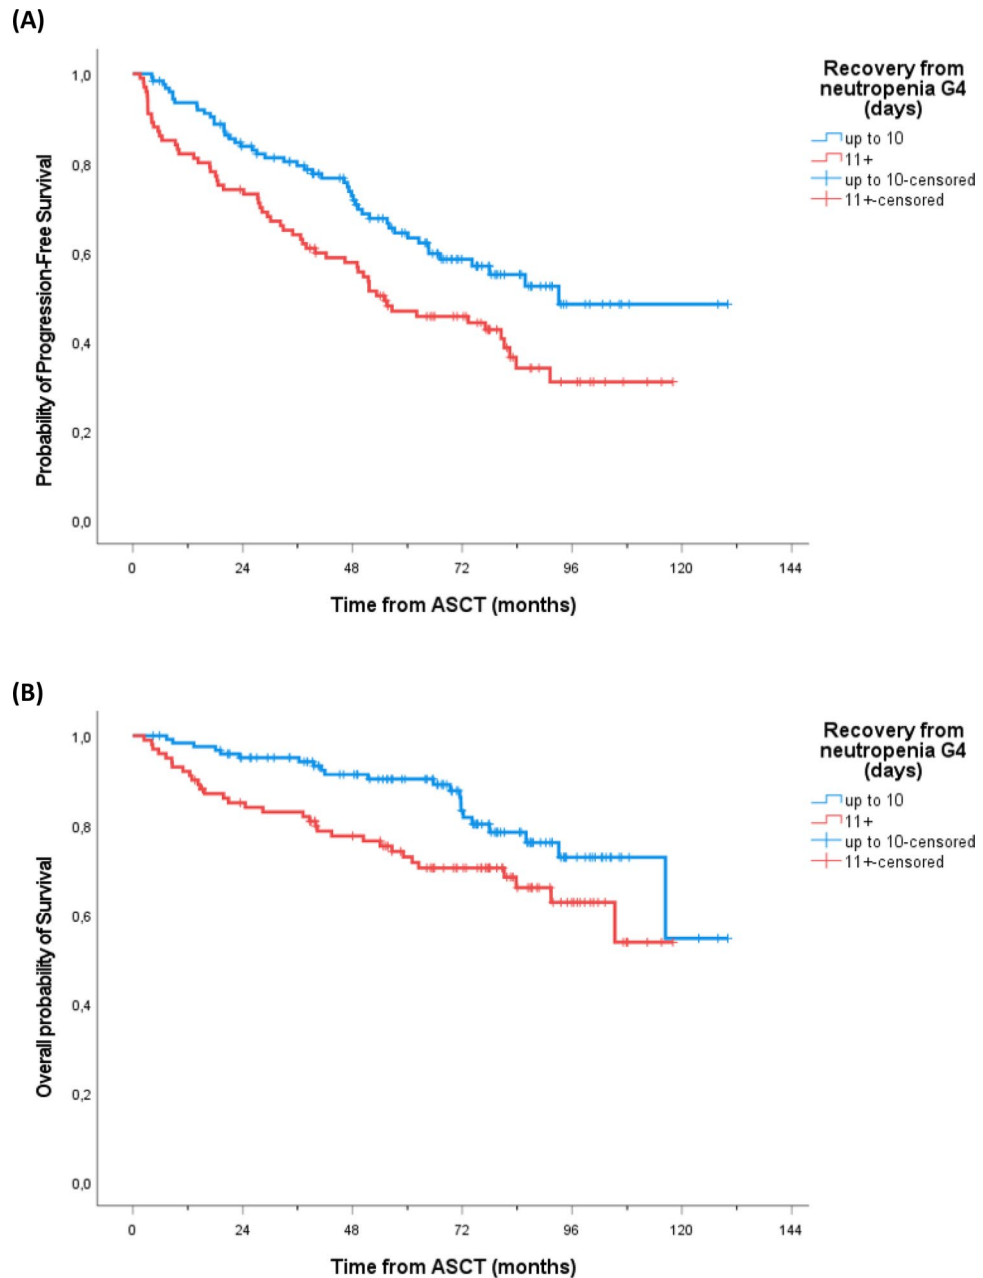 (A)
Probability of Progression-Free Survival
1,0
0,8
0,6
0,4
0,2
0,0
0 24 48 72 96 120 144
Time from ASCT (months)
Recovery from
neutropenia G4
(days)
up to 10
11+
up to 10-censored
11+-censored
(B)
Overall probability of Survival
1,0
0,8
0,6
0,4
0,2
0,0
0 24 48 72 96 120 144
Time from ASCT (months)
Recovery from
neutropenia G4
(days)
up to 10
11+
up to 10-censored
11+-censored